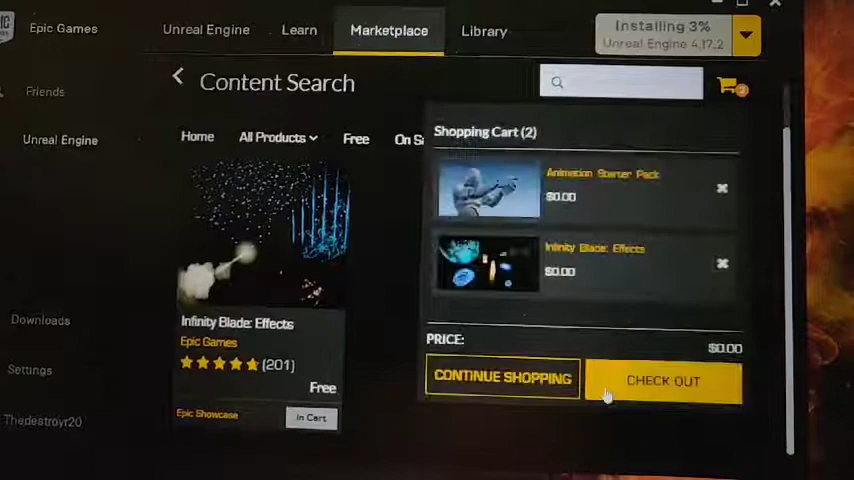 Epic Games
Unreal Engine
Learn
Marketplace
Library
Installing 3%
Unreal Engine 4.17.2
Friends
Unreal Engine
Downloads
Settings
Thedestroyr20
Content Search
2
Home
All Products
Free
Infinity Blade: Effects
Epic Games
(201)
Free
Epic Showcase
In Cart
Shopping Cart (2)
Animation Starter Pack
$0.00
Infinity Blade: Effects
$0.00
PRICE:
$0.00
CONTINUE SHOPPING
CHECK OUT